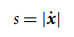 s = |ẋ|